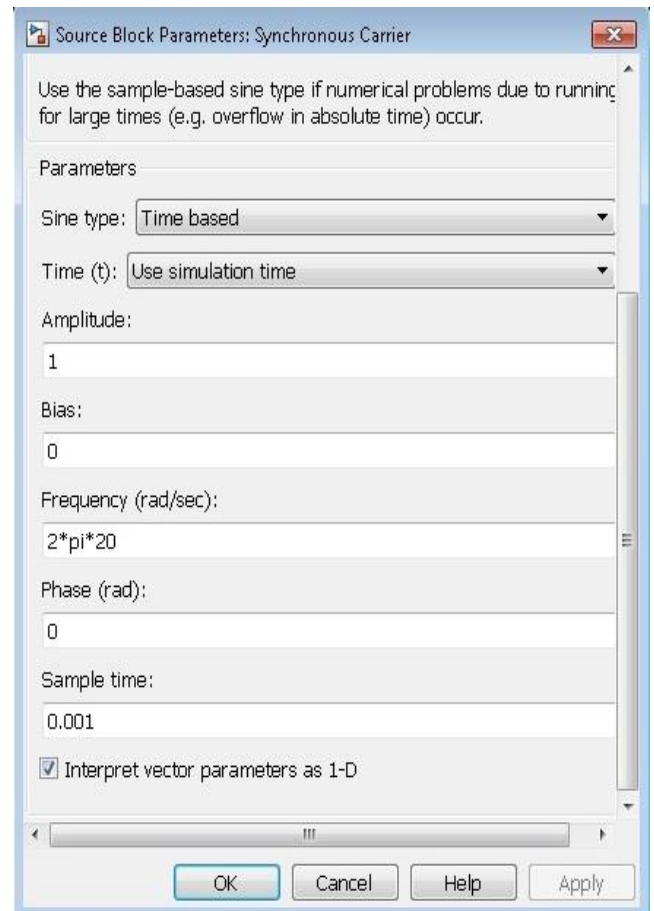 Source Block Parameters: Synchronous Carrier
Use the sample-based sine type if numerical problems due to running
for large times (e.g. overflow in absolute time) occur.
Parameters
Sine type: Time based
Time (t): Use simulation time
Amplitude:
1
Bias:
0
Frequency (rad/sec):
2*pi*20
Phase (rad):
0
Sample time:
0.001
Interpret vector parameters as 1-D
OK Cancel Help Apply